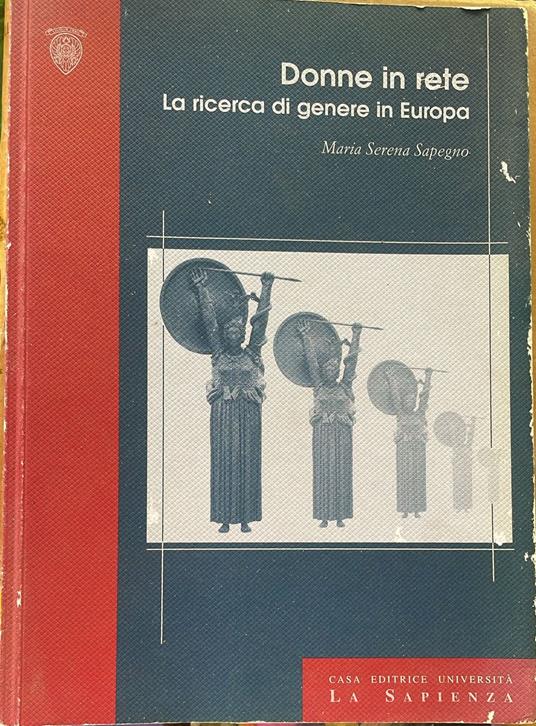 Donne in rete
La ricerca di genere in Europa
Maria Serena Sapegno
CASA EDITRICE UNIVERSITÀ
LA SAPIENZA